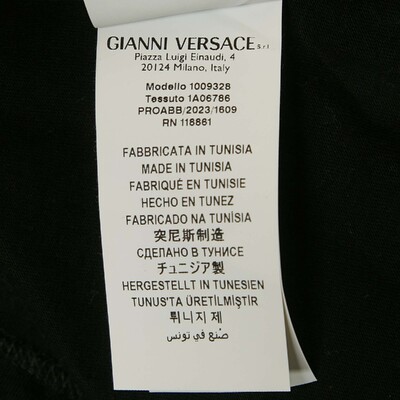 GIANNI VERSACE S.r.l.
Piazza Luigi Einaudi, 4
20124 Milano, Italy
Modello 1009328
Tessuto 1A06786
PROABB/2023/1609
RN 118861
FABBRICATA IN TUNISIA
MADE IN TUNISIA
FABRIQUÉ EN TUNISIE
HECHO EN TUNEZ
FABRICADO NA TUNÍSIA
突尼斯制造
СДЕЛАНО В ТУНИСЕ
チュニジア製
HERGESTELLT IN TUNESIEN
TUNUS'TA ÜRETİLMİŞTİR
튀니지 제
صُنع في تونس